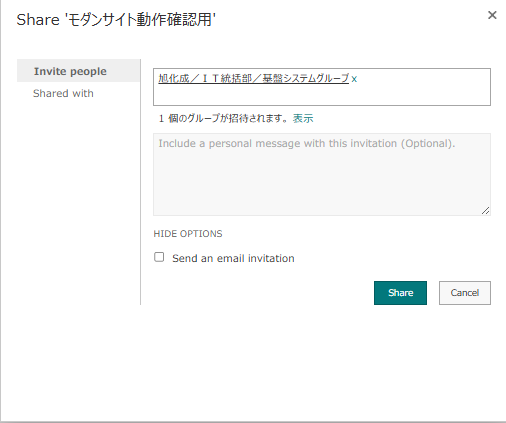 Share 'モダンサイト動作確認用'
Invite people
Shared with
旭化成／ＩＴ統括部／基盤システムグループ x
1 個のグループが招待されます。 表示
Include a personal message with this invitation (Optional).
HIDE OPTIONS
Send an email invitation
Share
Cancel